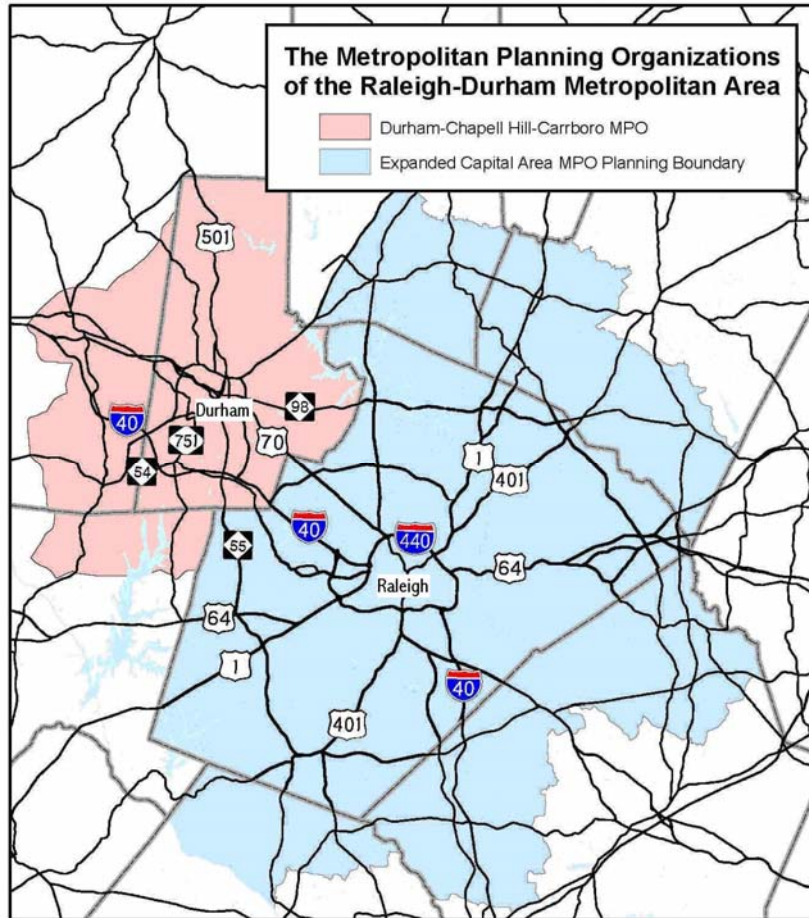 The Metropolitan Planning Organizations
of the Raleigh-Durham Metropolitan Area
Durham-Chapell Hill-Carrboro MPO
Expanded Capital Area MPO Planning Boundary
501
Durham
98
40
751
70
54
1
401
40
440
55
64
Raleigh
64
1
40
401